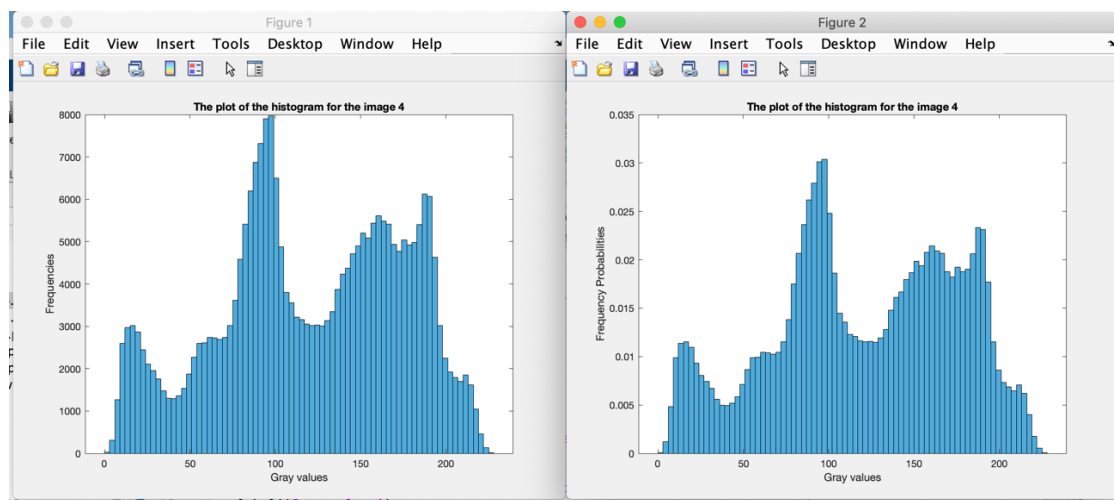 Figure 1
File Edit View Insert Tools Desktop Window Help
The plot of the histogram for the image 4
8000
7000
6000
5000
4000
3000
2000
1000
0
Frequencies
0 50 100 150 200
Gray values
Figure 2
File Edit View Insert Tools Desktop Window Help
The plot of the histogram for the image 4
0.035
0.03
0.025
0.02
0.015
0.01
0.005
0
Frequency Probabilities
0 50 100 150 200
Gray values